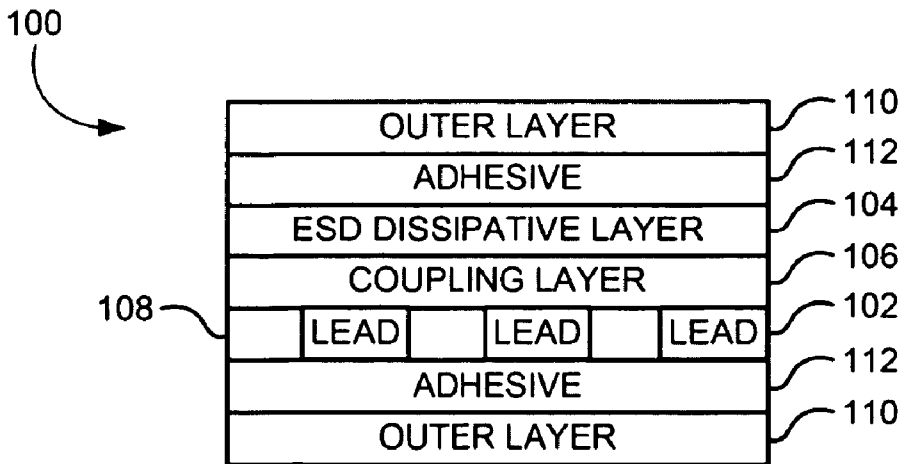 100
OUTER LAYER 110
ADHESIVE 112
ESD DISSIPATIVE LAYER 104
COUPLING LAYER 106
108 LEAD LEAD LEAD 102
ADHESIVE 112
OUTER LAYER 110